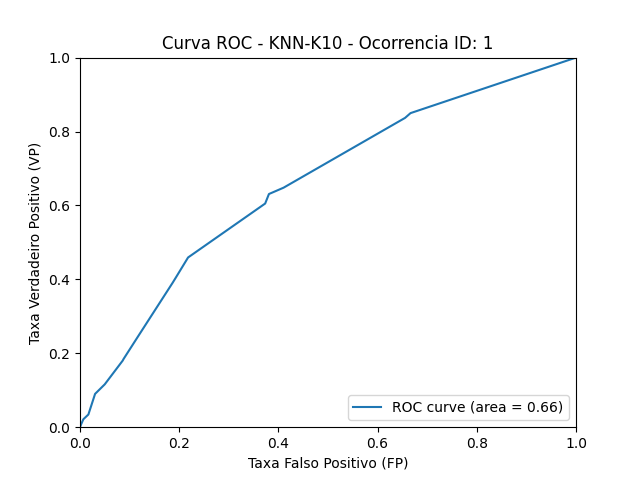 Curva ROC - KNN-K10 - Ocorrencia ID: 1
1.0
0.8
0.6
0.4
0.2
0.0
Taxa Verdadeiro Positivo (VP)
ROC curve (area = 0.66)
0.0 0.2 0.4 0.6 0.8 1.0
Taxa Falso Positivo (FP)